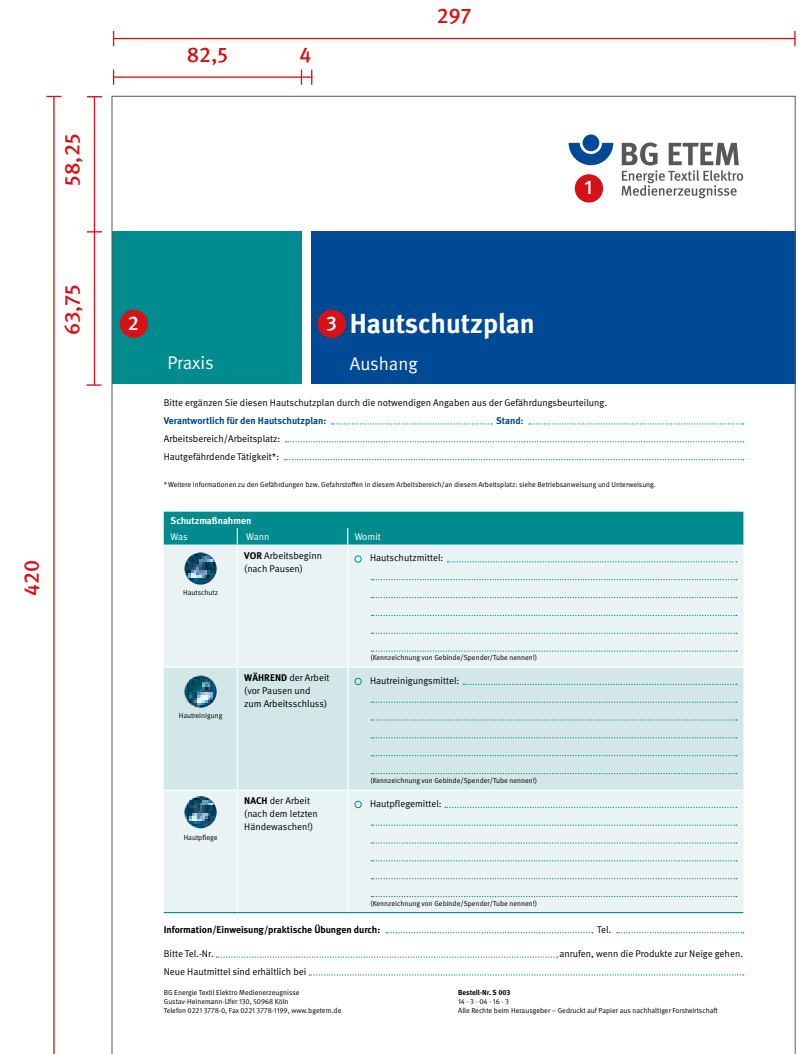 297
82,5
4
58,25
63,75
420
BG ETEM
Energie Textil Elektro
Medienerzeugnisse
1
2
Praxis
3
Hautschutzplan
Aushang
Bitte ergänzen Sie diesen Hautschutzplan durch die notwendigen Angaben aus der Gefährdungsbeurteilung.
Verantwortlich für den Hautschutzplan: Stand:
Arbeitsbereich/Arbeitsplatz:
Hautgefährdende Tätigkeit*:
* Weitere Informationen zu den Gefährdungen bzw. Gefahrstoffen in diesem Arbeitsbereich/an diesem Arbeitsplatz: siehe Betriebsanweisung und Unterweisung.
Schutzmaßnahmen
Was Wann Womit
Hautschutz
VOR Arbeitsbeginn
(nach Pausen)
Hautschutzmittel:
(Kennzeichnung von Gebinde/Spender/Tube nennen!)
Hautreinigung
WÄHREND der Arbeit
(vor Pausen und
zum Arbeitsschluss)
Hautreinigungsmittel:
(Kennzeichnung von Gebinde/Spender/Tube nennen!)
Hautpflege
NACH der Arbeit
(nach dem letzten
Händewaschen!)
Hautpflegemittel:
(Kennzeichnung von Gebinde/Spender/Tube nennen!)
Information/Einweisung/praktische Übungen durch: Tel.
Bitte Tel.-Nr. anrufen, wenn die Produkte zur Neige gehen.
Neue Hautmittel sind erhältlich bei
BG Energie Textil Elektro Medienerzeugnisse
Gustav-Heinemann-Ufer 130, 50968 Köln
Telefon 0221 3778-0, Fax 0221 3778-1199, www.bgetem.de
Bestell-Nr. S 003
14 · 3 · 04 · 16 · 3
Alle Rechte beim Herausgeber – Gedruckt auf Papier aus nachhaltiger Forstwirtschaft